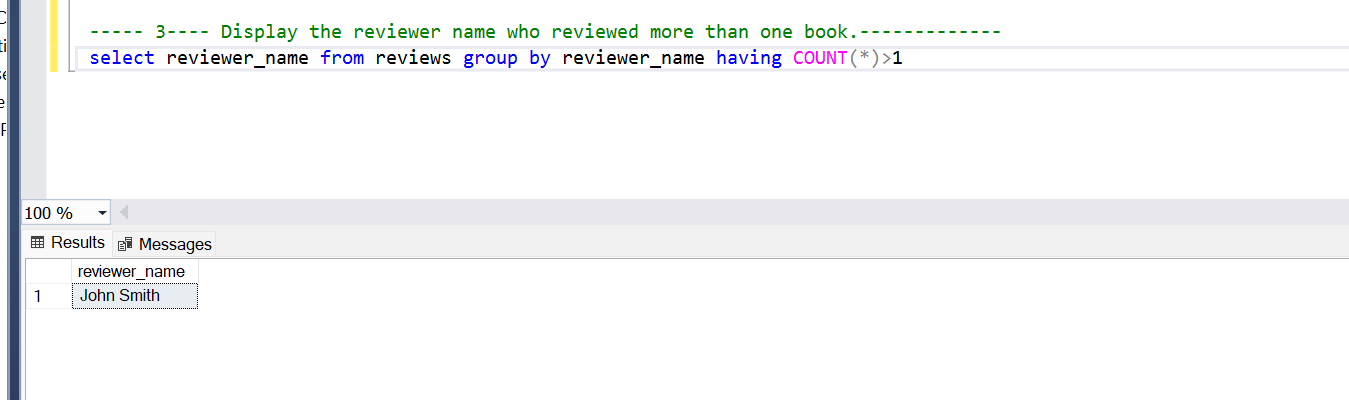 ----- 3---- Display the reviewer name who reviewed more than one book.-------------
select reviewer_name from reviews group by reviewer_name having COUNT(*)>1
100 %
Results Messages
reviewer_name
1 John Smith